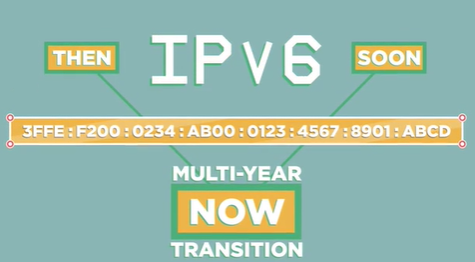 THEN
IPv6
SOON
3FFE:F200:0234:AB00:0123:4567:8901:ABCD
MULTI-YEAR
NOW
TRANSITION